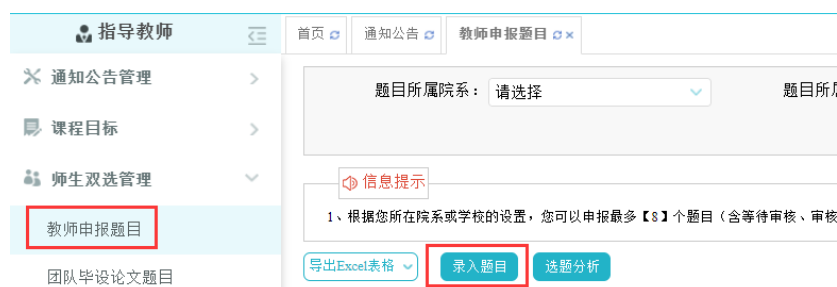 指导教师
首页 通知公告 教师申报题目
通知公告管理
题目所属院系： 请选择
课程目标
信息提示
师生双选管理
1、根据您所在院系或学校的设置，您可以申报最多【8】个题目（含等待审核、审核
教师申报题目
导出Excel表格 录入题目 选题分析
团队毕设论文题目